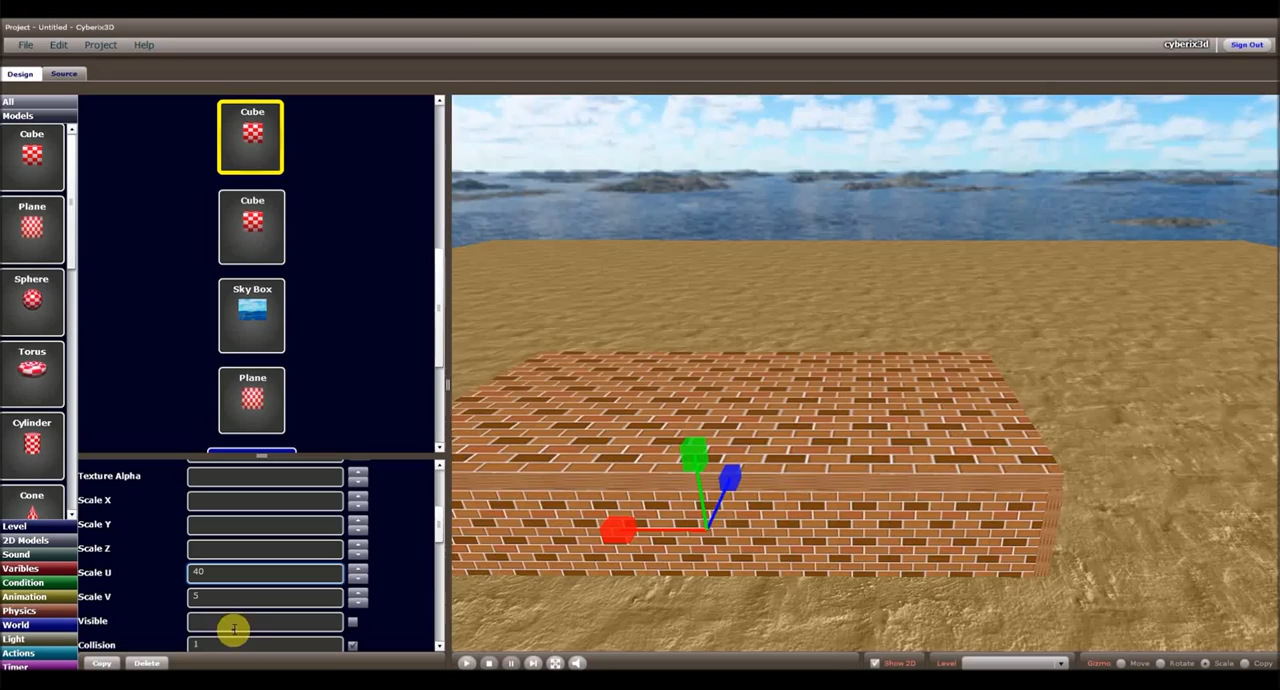 Project - Untitled - Cyberix3D
File Edit Project Help
cyberix3d Sign Out
Design Source
All
Models
Cube
Plane
Sphere
Torus
Cylinder
Cone
Level
2D Models
Sound
Varibles
Condition
Animation
Physics
World
Light
Actions
Timer
Cube
Cube
Sky Box
Plane
Texture Alpha
Scale X
Scale Y
Scale Z
Scale U 40
Scale V 5
Visible
Collision 1
Copy Delete
Show 2D Level Gizmo Move Rotate Scale Copy